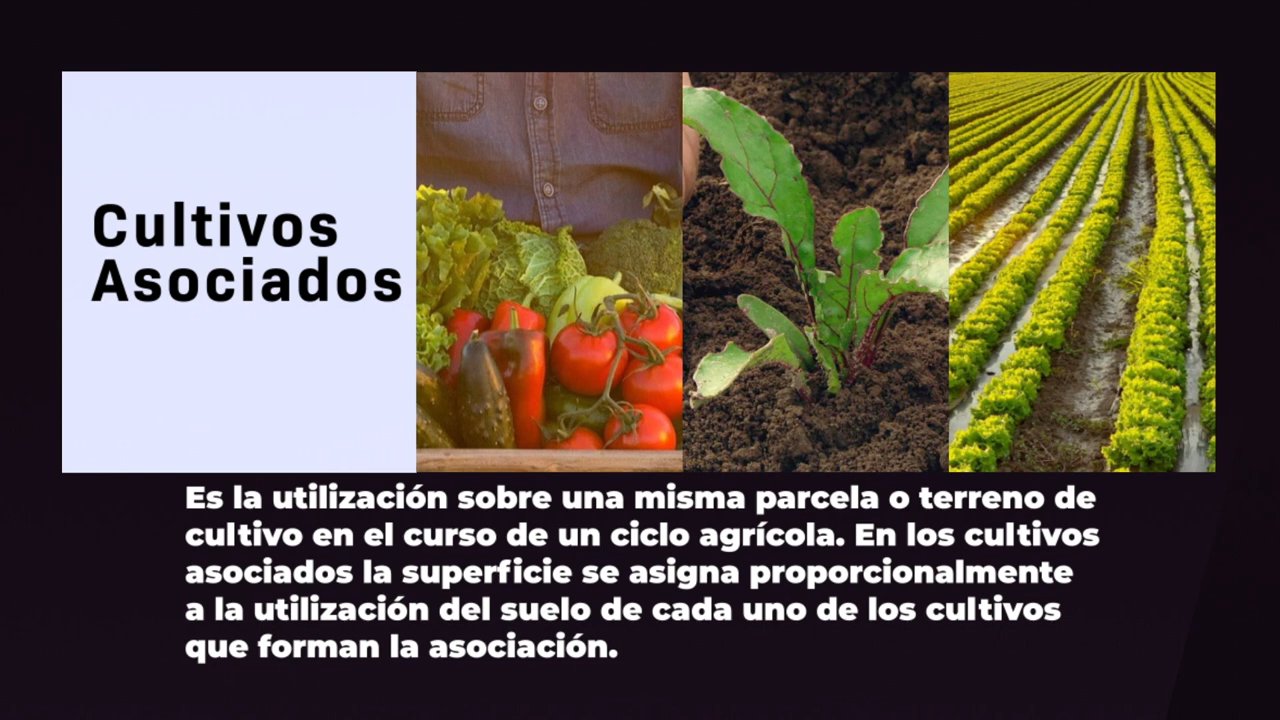 Cultivos
Asociados
Es la utilización sobre una misma parcela o terreno de
cultivo en el curso de un ciclo agrícola. En los cultivos
asociados la superficie se asigna proporcionalmente
a la utilización del suelo de cada uno de los cultivos
que forman la asociación.